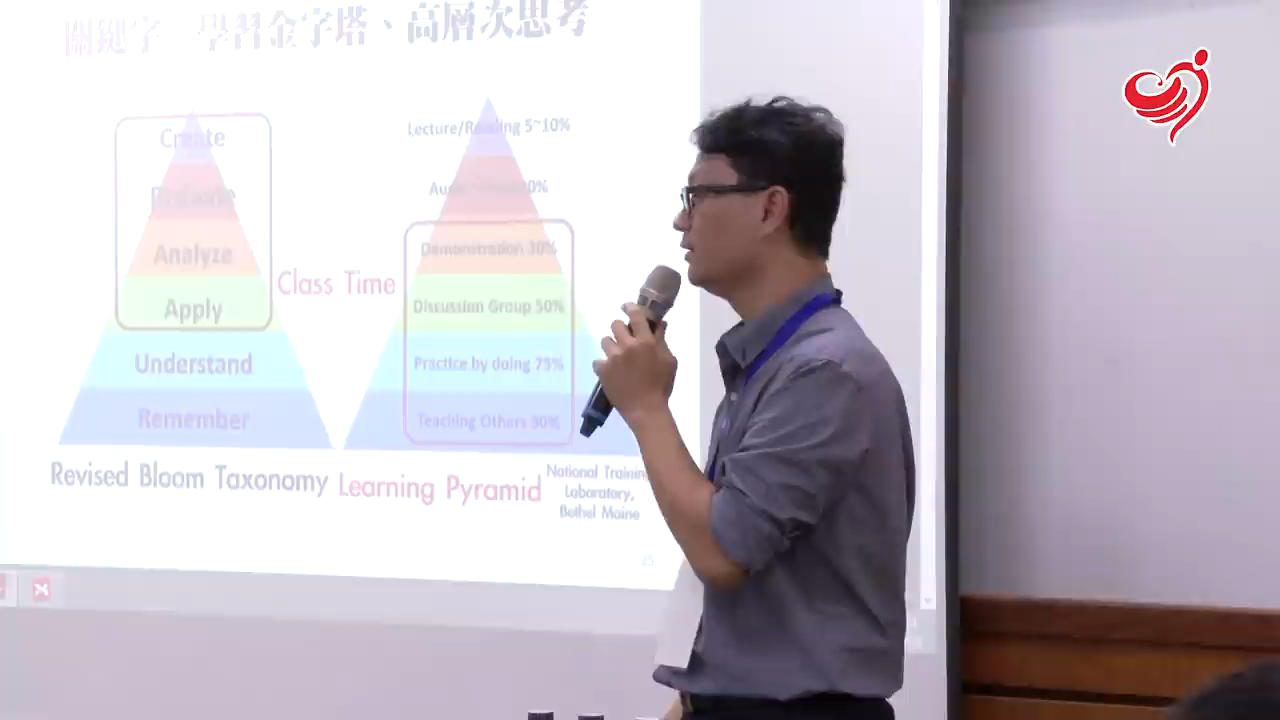 關鍵字：學習金字塔、高層次思考
Create
Evaluate
Analyze
Apply
Understand
Remember
Revised Bloom Taxonomy
Class Time
Lecture/Reading 5~10%
Demonstration 30%
Discussion Group 50%
Practice by doing 75%
Teaching Others 90%
Learning Pyramid
National Training
Laboratory,
Bethel Maine
25